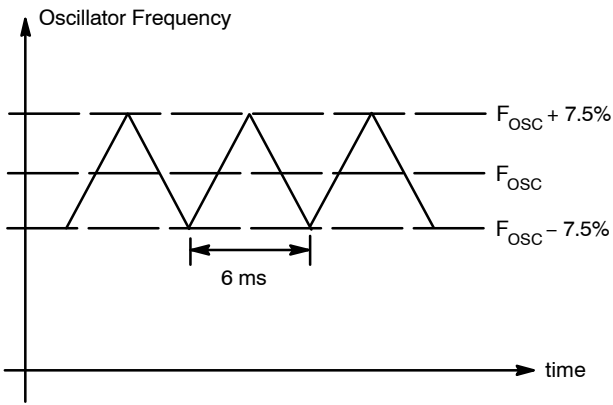 Oscillator Frequency
FOSC + 7.5%
FOSC
FOSC – 7.5%
6 ms
time